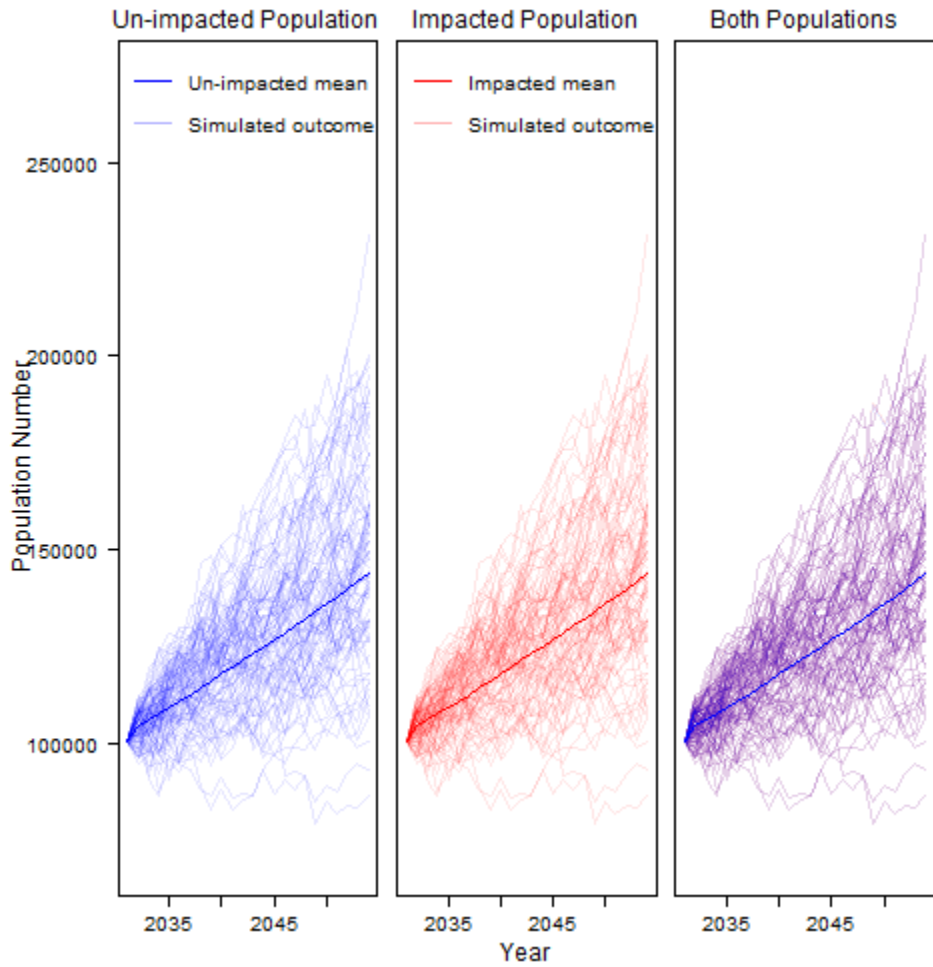 Un-impacted Population
Impacted Population
Both Populations
Un-impacted mean
Simulated outcome
Impacted mean
Simulated outcome
250000
200000
150000
100000
Population Number
2035
2045
2035
2045
2035
2045
Year